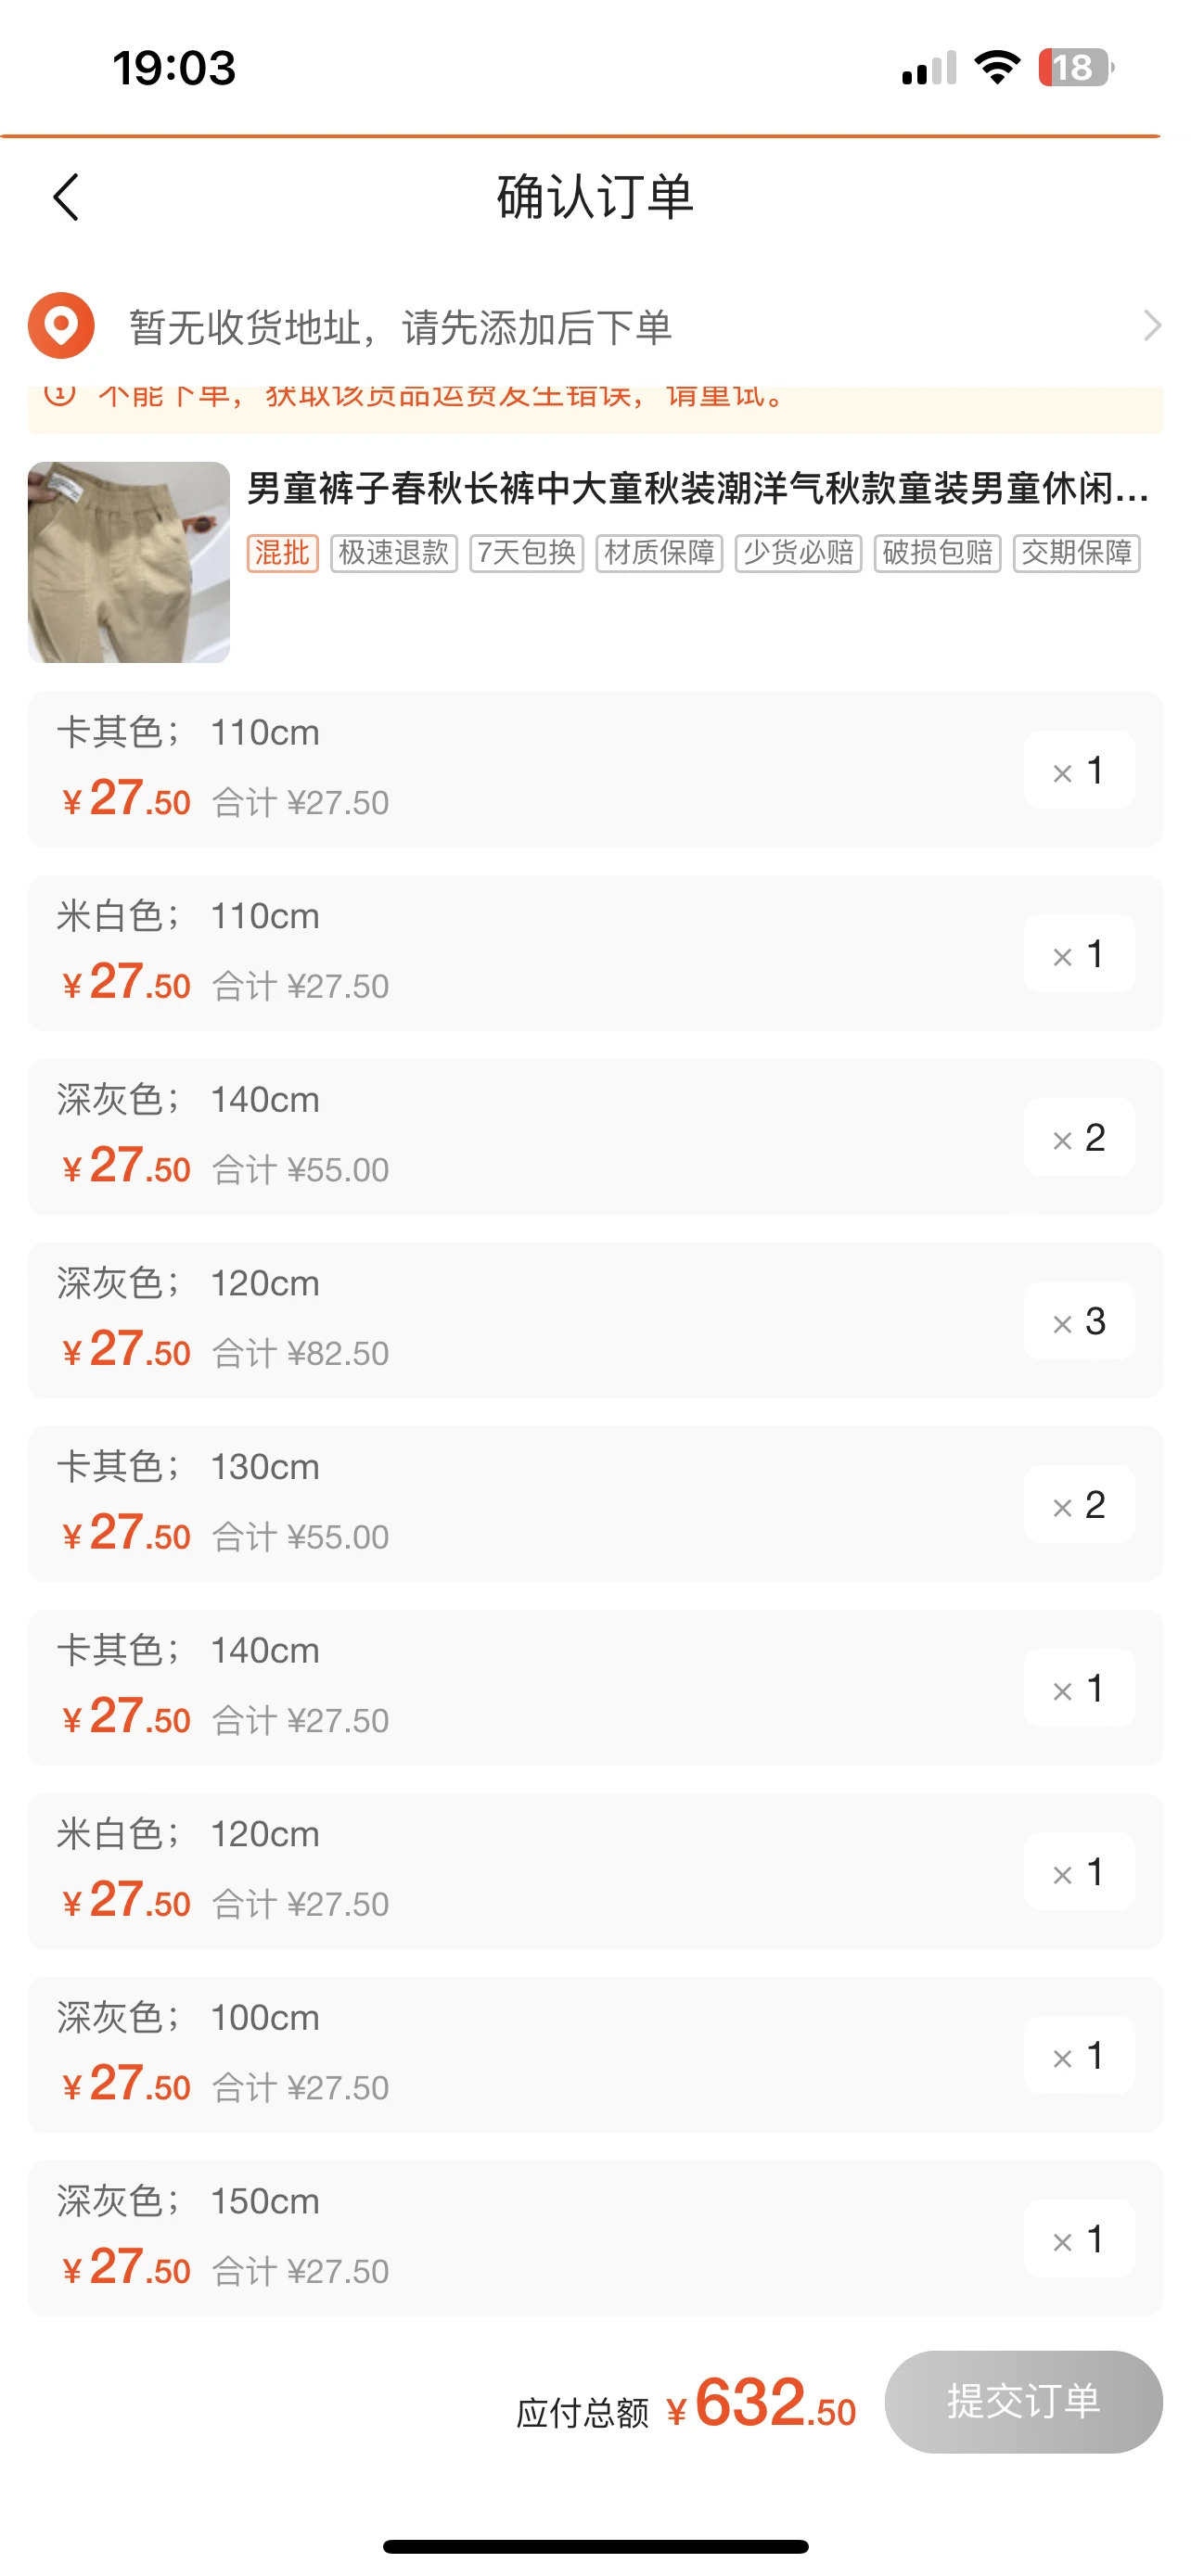 19:03
18
确认订单
暂无收货地址，请先添加后下单
不能下单，获取该货品运费发生错误，请重试。
男童裤子春秋长裤中大童秋装潮洋气秋款童装男童休闲...
混批 极速退款 7天包换 材质保障 少货必赔 破损包赔 交期保障
卡其色； 110cm
¥27.50 合计 ¥27.50
× 1
米白色； 110cm
¥27.50 合计 ¥27.50
× 1
深灰色； 140cm
¥27.50 合计 ¥55.00
× 2
深灰色； 120cm
¥27.50 合计 ¥82.50
× 3
卡其色； 130cm
¥27.50 合计 ¥55.00
× 2
卡其色； 140cm
¥27.50 合计 ¥27.50
× 1
米白色； 120cm
¥27.50 合计 ¥27.50
× 1
深灰色； 100cm
¥27.50 合计 ¥27.50
× 1
深灰色； 150cm
¥27.50 合计 ¥27.50
× 1
应付总额 ¥632.50 提交订单